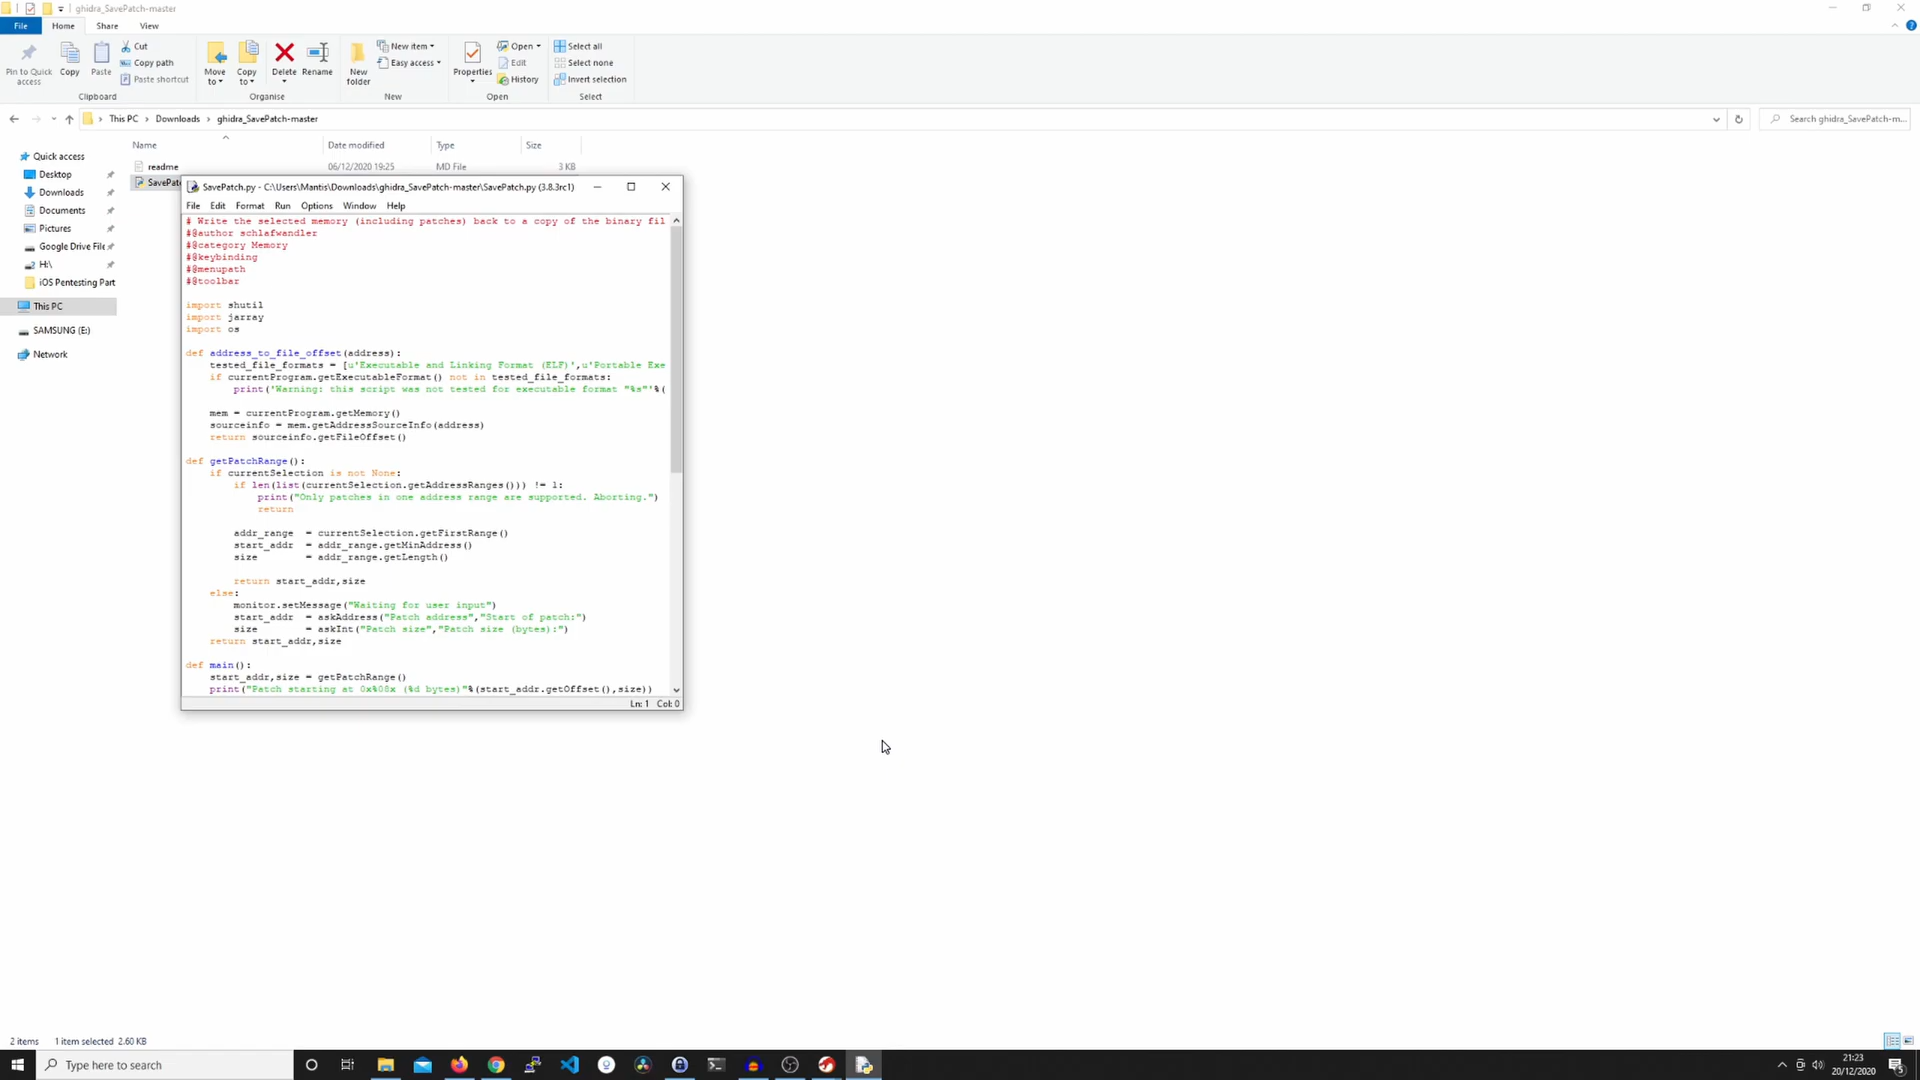 ghidra_SavePatch-master
File Home Share View
Pin to Quick access
Copy
Paste
Cut
Copy path
Paste shortcut
Clipboard
Move to
Copy to
Delete
Rename
Organise
New folder
New item
Easy access
New
Properties
Open
Edit
History
Open
Select all
Select none
Invert selection
Select
This PC › Downloads › ghidra_SavePatch-master
Search ghidra_SavePatch-m...
Name Date modified Type Size
readme 06/12/2020 19:25 MD File 3 KB
SavePatc
Quick access
Desktop
Downloads
Documents
Pictures
Google Drive File
H:\
iOS Pentesting Part
This PC
SAMSUNG (E:)
Network
SavePatch.py - C:\Users\Mantis\Downloads\ghidra_SavePatch-master\SavePatch.py (3.8.3rc1)
File Edit Format Run Options Window Help
# Write the selected memory (including patches) back to a copy of the binary fil
#@author schlafwandler
#@category Memory
#@keybinding
#@menupath
#@toolbar
import shutil
import jarray
import os
def address_to_file_offset(address):
tested_file_formats = [u'Executable and Linking Format (ELF)',u'Portable Exe
if currentProgram.getExecutableFormat() not in tested_file_formats:
print('Warning: this script was not tested for executable format "%s"'%(
mem = currentProgram.getMemory()
sourceinfo = mem.getAddressSourceInfo(address)
return sourceinfo.getFileOffset()
def getPatchRange():
if currentSelection is not None:
if len(list(currentSelection.getAddressRanges())) != 1:
print("Only patches in one address range are supported. Aborting.")
return
addr_range = currentSelection.getFirstRange()
start_addr = addr_range.getMinAddress()
size = addr_range.getLength()
return start_addr,size
else:
monitor.setMessage("Waiting for user input")
start_addr = askAddress("Patch address","Start of patch:")
size = askInt("Patch size","Patch size (bytes):")
return start_addr,size
def main():
start_addr,size = getPatchRange()
print("Patch starting at 0x%08x (%d bytes)"%(start_addr.getOffset(),size))
Ln: 1 Col: 0
2 items 1 item selected 2.60 KB
Type here to search
21:23
20/12/2020
5